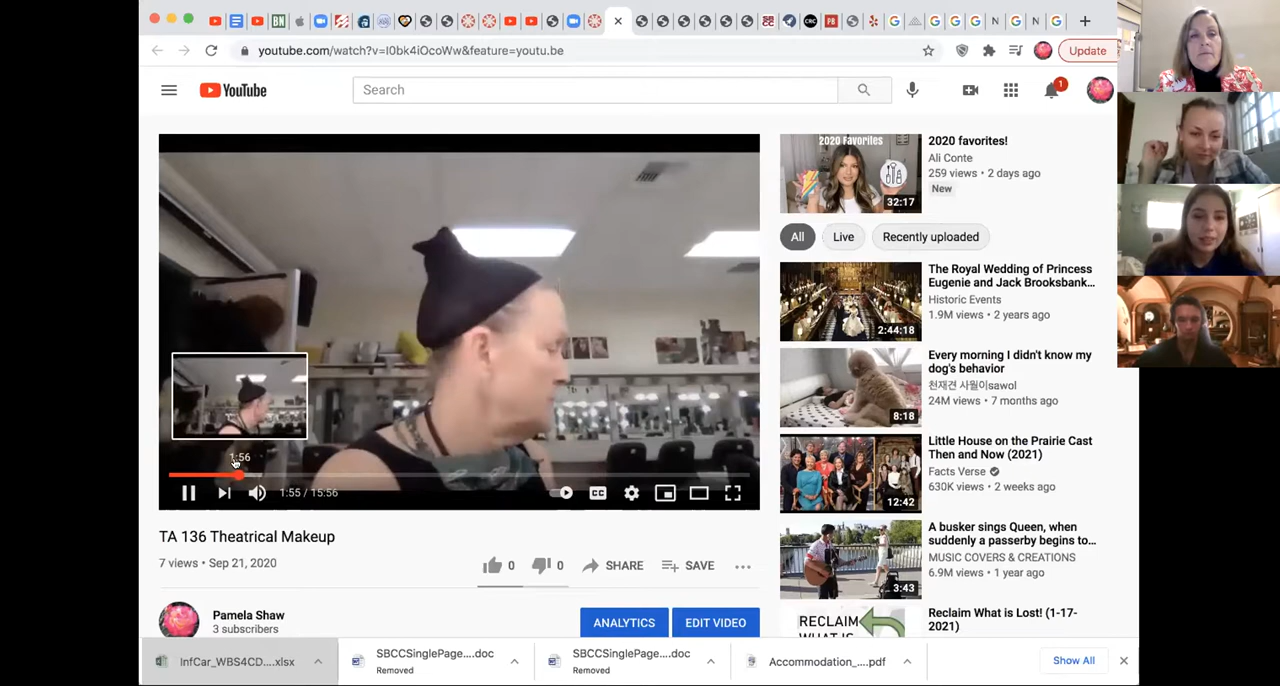 youtube.com/watch?v=I0bk4iOcoWw&feature=youtu.be
Update
YouTube
Search
1
1:56
1:55 / 15:56
CC
TA 136 Theatrical Makeup
7 views • Sep 21, 2020
0
0
SHARE
SAVE
Pamela Shaw
3 subscribers
ANALYTICS
EDIT VIDEO
2020 Favorites
32:17
2020 favorites!
Ali Conte
259 views • 2 days ago
New
All
Live
Recently uploaded
2:44:18
The Royal Wedding of Princess
Eugenie and Jack Brooksbank...
Historic Events
1.9M views • 2 years ago
8:18
Every morning I didn't know my
dog's behavior
천재견 사월이sawol
24M views • 7 months ago
12:42
Little House on the Prairie Cast
Then and Now (2021)
Facts Verse
630K views • 2 weeks ago
3:43
A busker sings Queen, when
suddenly a passerby begins to...
MUSIC COVERS & CREATIONS
6.9M views • 1 year ago
RECLAIM
WHAT IS
Reclaim What is Lost! (1-17-
2021)
InfCar_WBS4CD....xlsx
SBCCSinglePage....doc
Removed
SBCCSinglePage....doc
Removed
Accommodation_....pdf
Show All